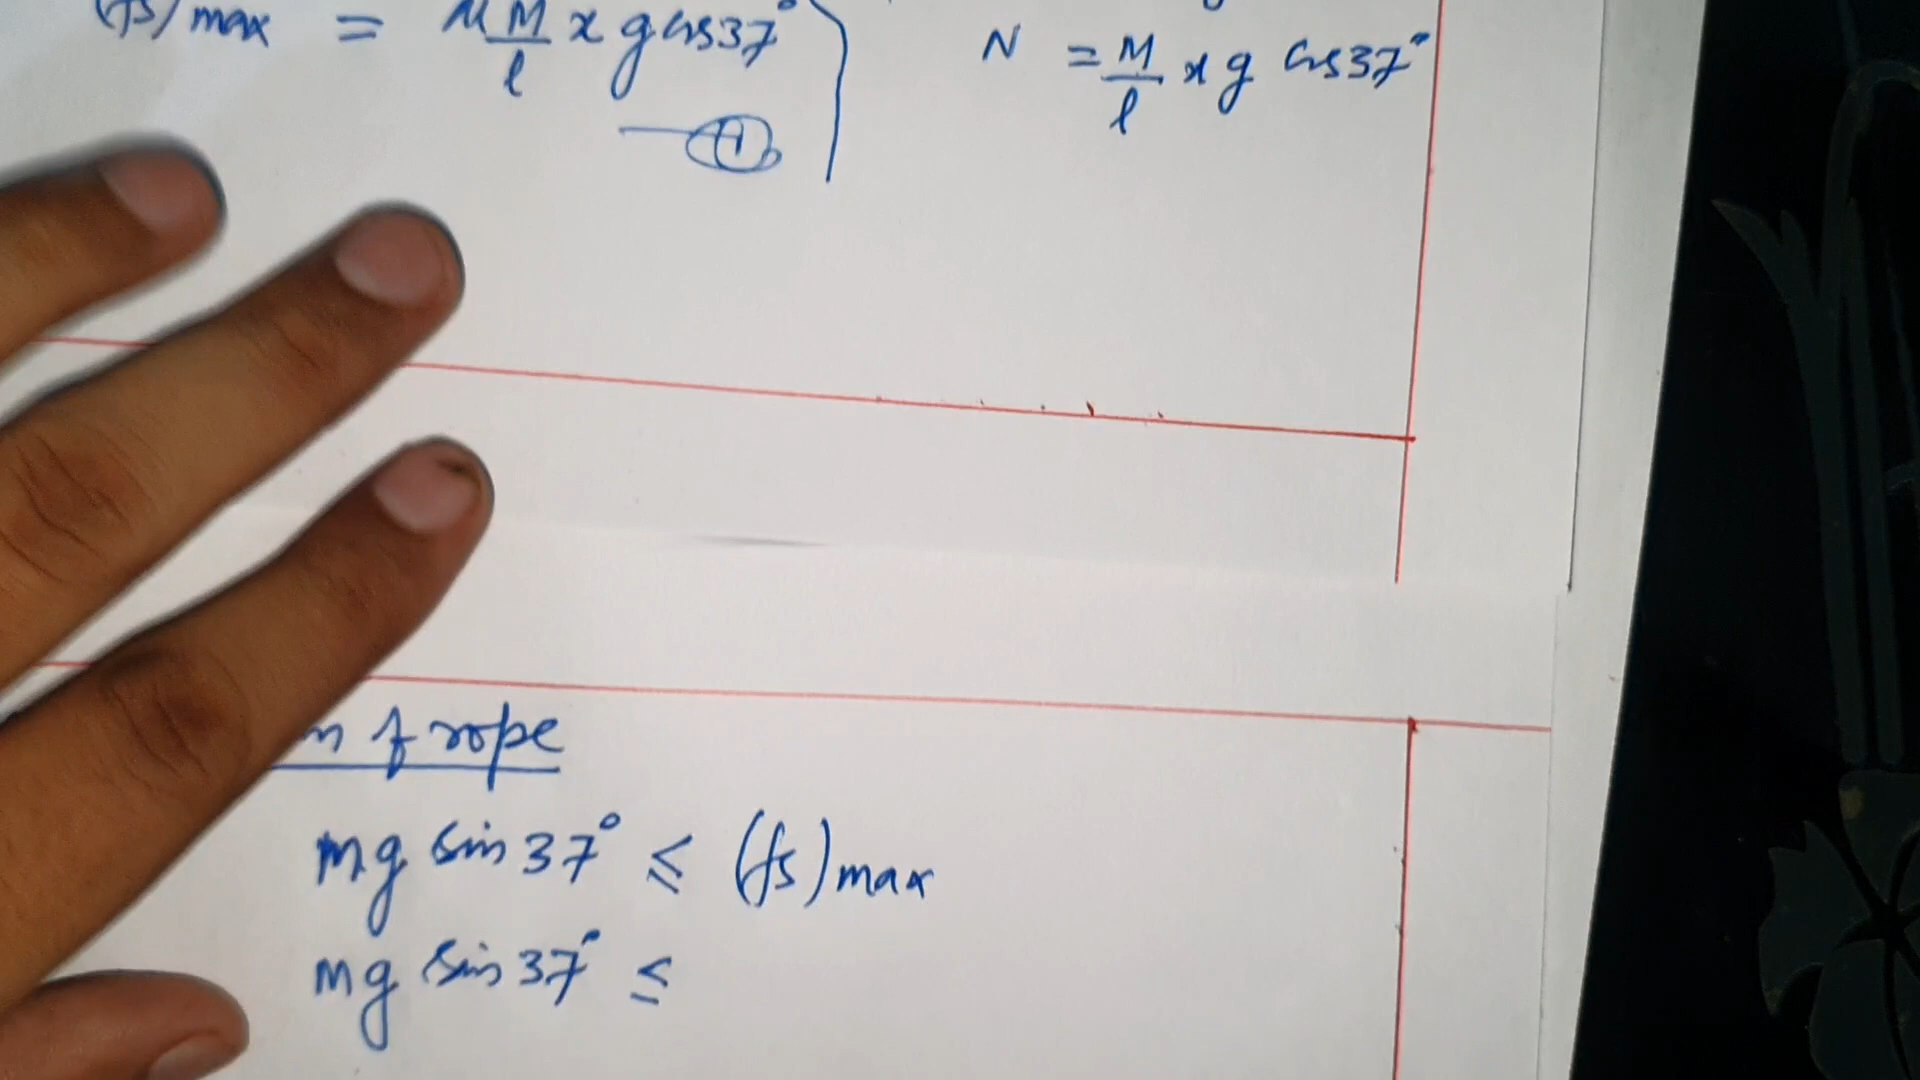 (fs)max = μ M/l x g cos37°
N = M/l x g cos37°
1
n of rope
mg sin 37° ≤ (fs)max
mg sin 37° ≤